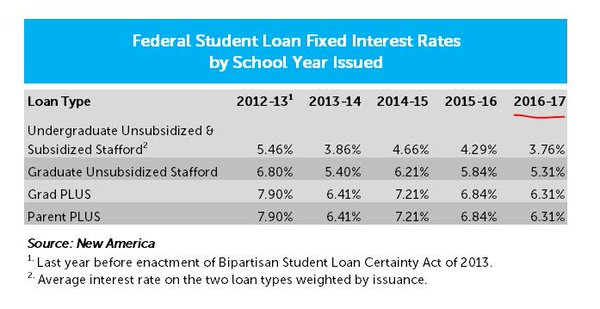 Federal Student Loan Fixed Interest Rates
by School Year Issued
Loan Type 2012-13¹ 2013-14 2014-15 2015-16 2016-17
Undergraduate Unsubsidized &
Subsidized Stafford² 5.46% 3.86% 4.66% 4.29% 3.76%
Graduate Unsubsidized Stafford 6.80% 5.40% 6.21% 5.84% 5.31%
Grad PLUS 7.90% 6.41% 7.21% 6.84% 6.31%
Parent PLUS 7.90% 6.41% 7.21% 6.84% 6.31%
Source: New America
1. Last year before enactment of Bipartisan Student Loan Certainty Act of 2013.
2. Average interest rate on the two loan types weighted by issuance.